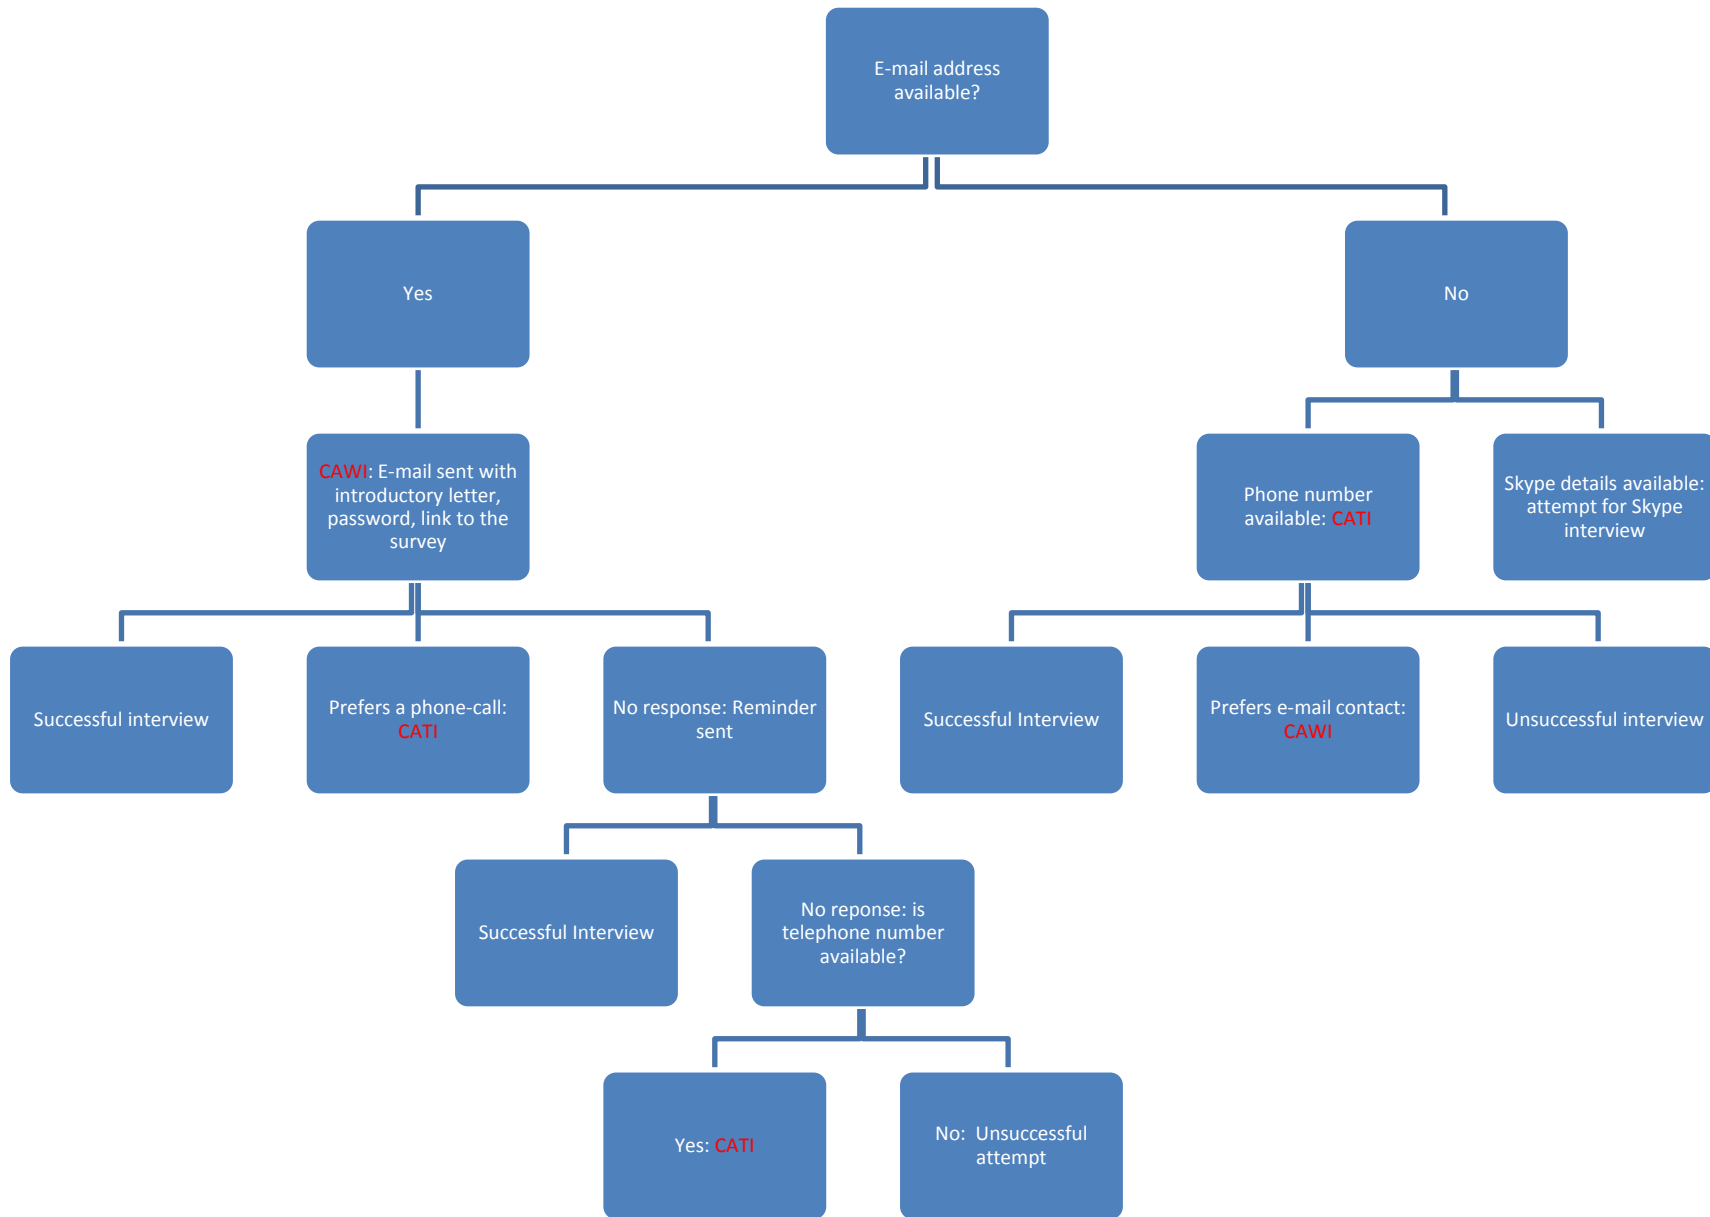 E-mail address
available?
Yes
No
CAWI: E-mail sent with
introductory letter,
password, link to the
survey
Phone number
available: CATI
Skype details available:
attempt for Skype
interview
Successful interview
Prefers a phone-call:
CATI
No response: Reminder
sent
Successful Interview
Prefers e-mail contact:
CAWI
Unsuccessful interview
Successful Interview
No reponse: is
telephone number
available?
Yes: CATI
No:  Unsuccessful
attempt